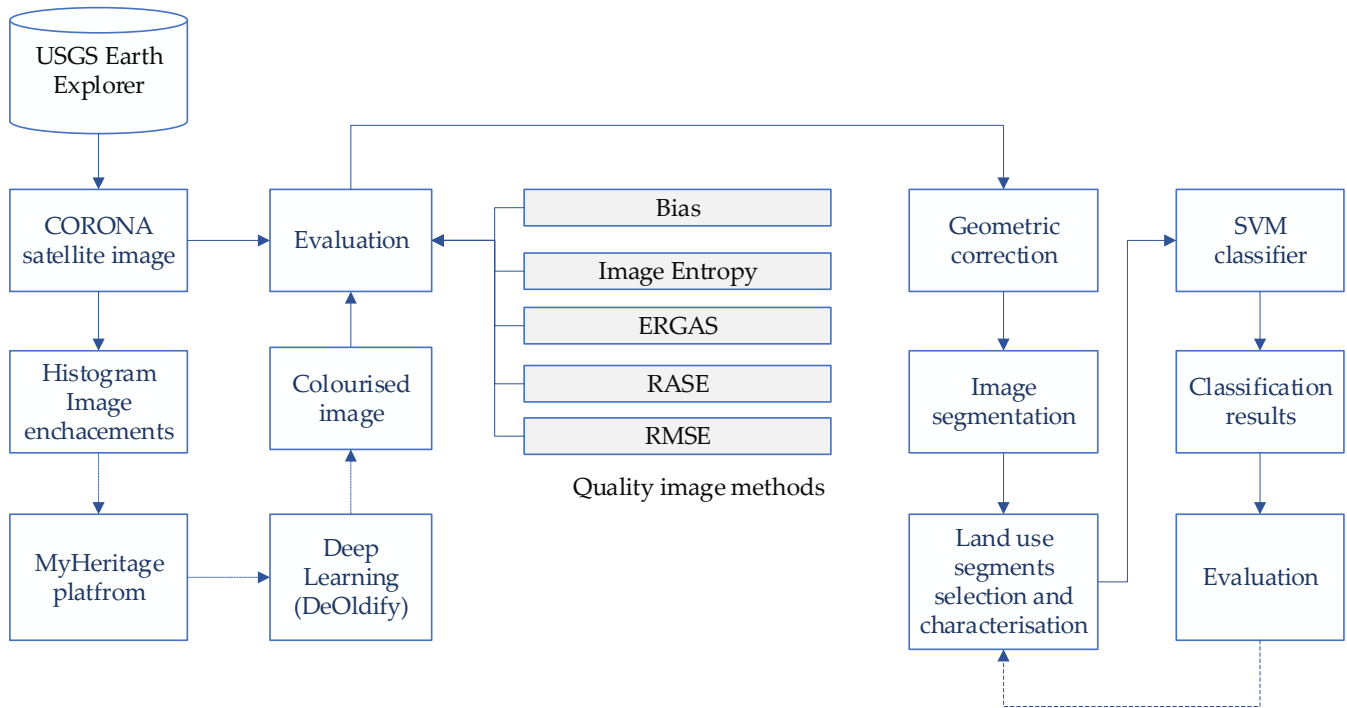 USGS Earth
Explorer
CORONA
satellite image
Histogram
Image
enchacements
MyHeritage
platfrom
Evaluation
Colourised
image
Deep
Learning
(DeOldify)
Bias
Image Entropy
ERGAS
RASE
RMSE
Quality image methods
Geometric
correction
Image
segmentation
Land use
segments
selection and
characterisation
SVM
classifier
Classification
results
Evaluation